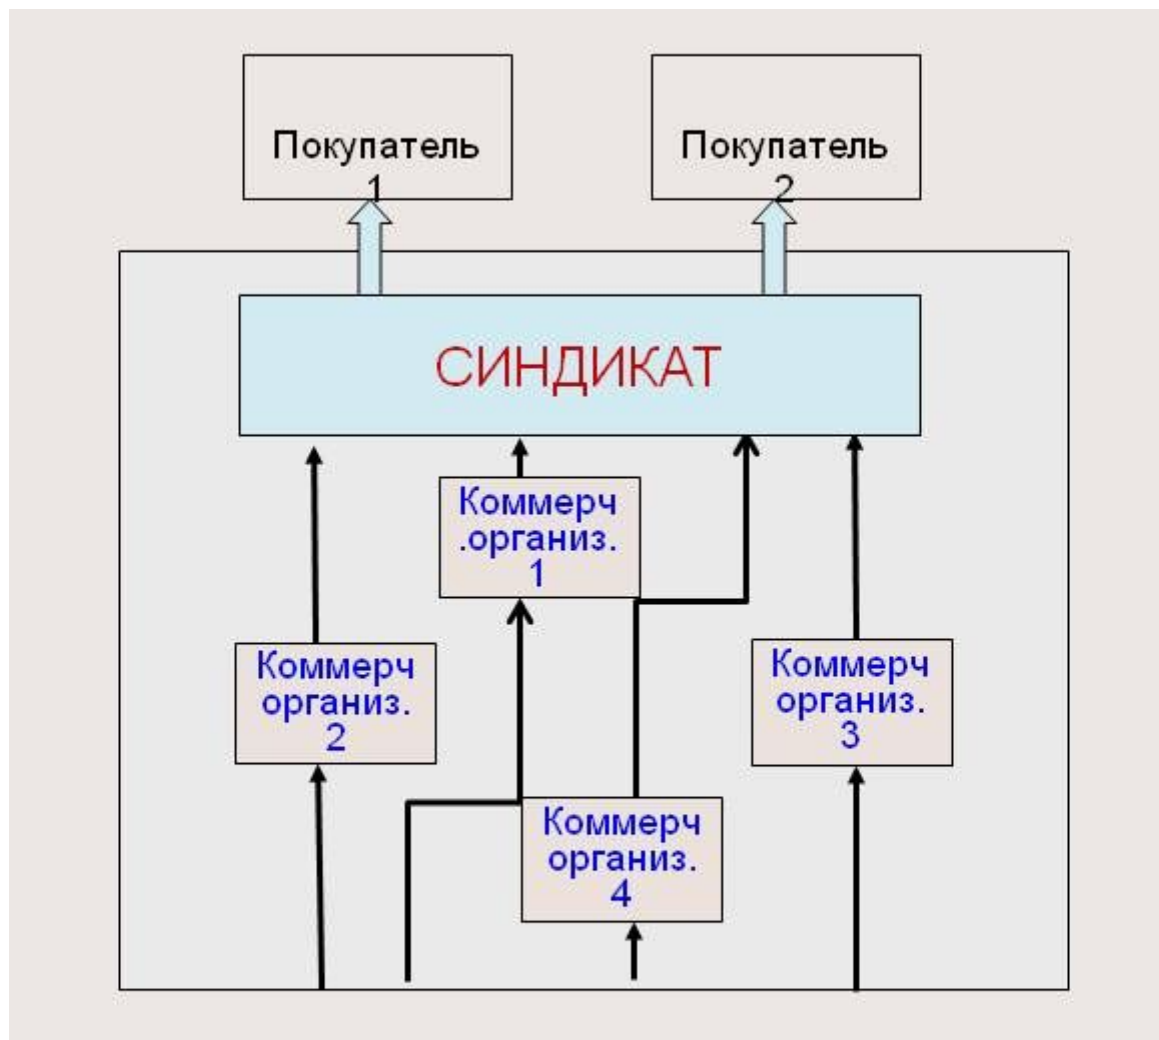 Покупатель
1
Покупатель
2
СИНДИКАТ
Коммерч
.организ.
1
Коммерч
организ.
2
Коммерч
организ.
3
Коммерч
организ.
4